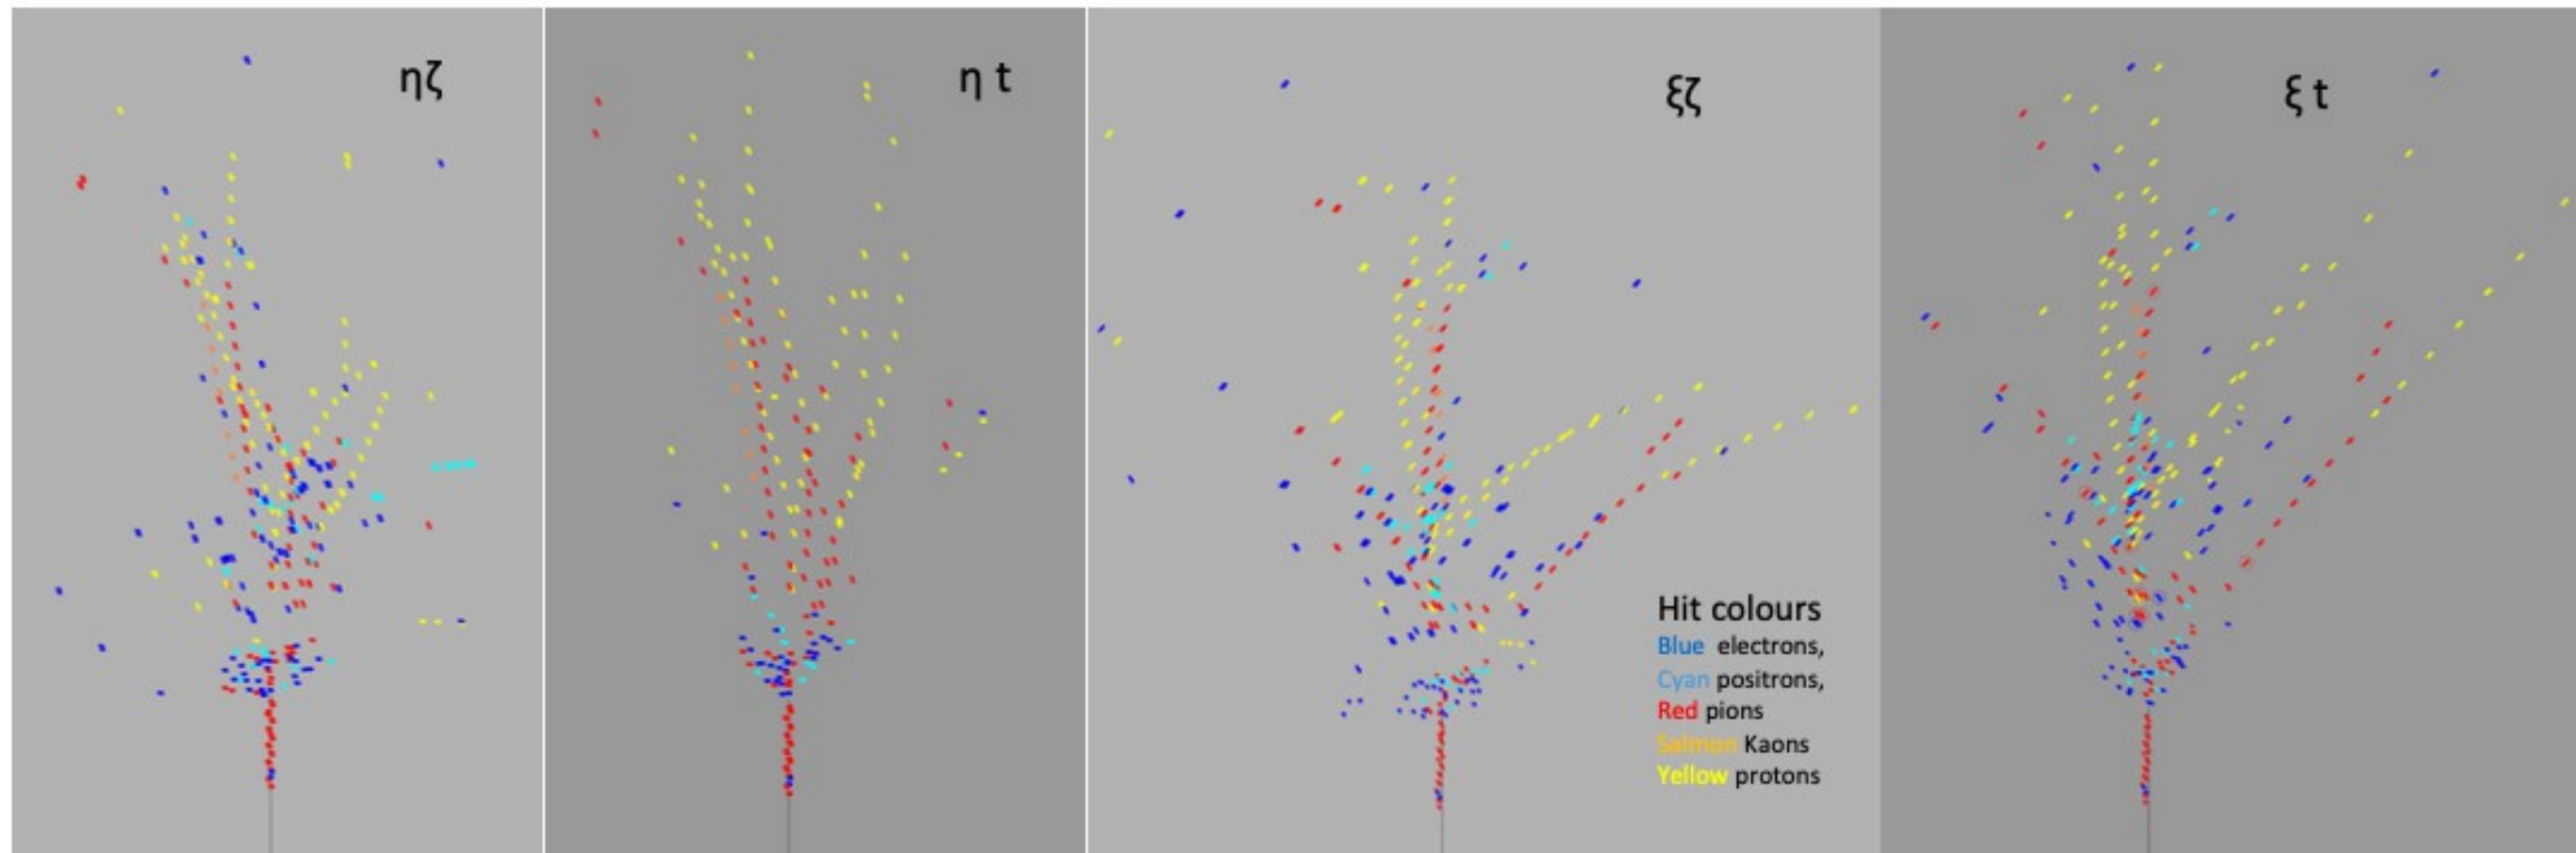 ηζ
η t
ξζ
ξ t
Hit colours
Blue electrons,
Cyan positrons,
Red pions
Salmon Kaons
Yellow protons